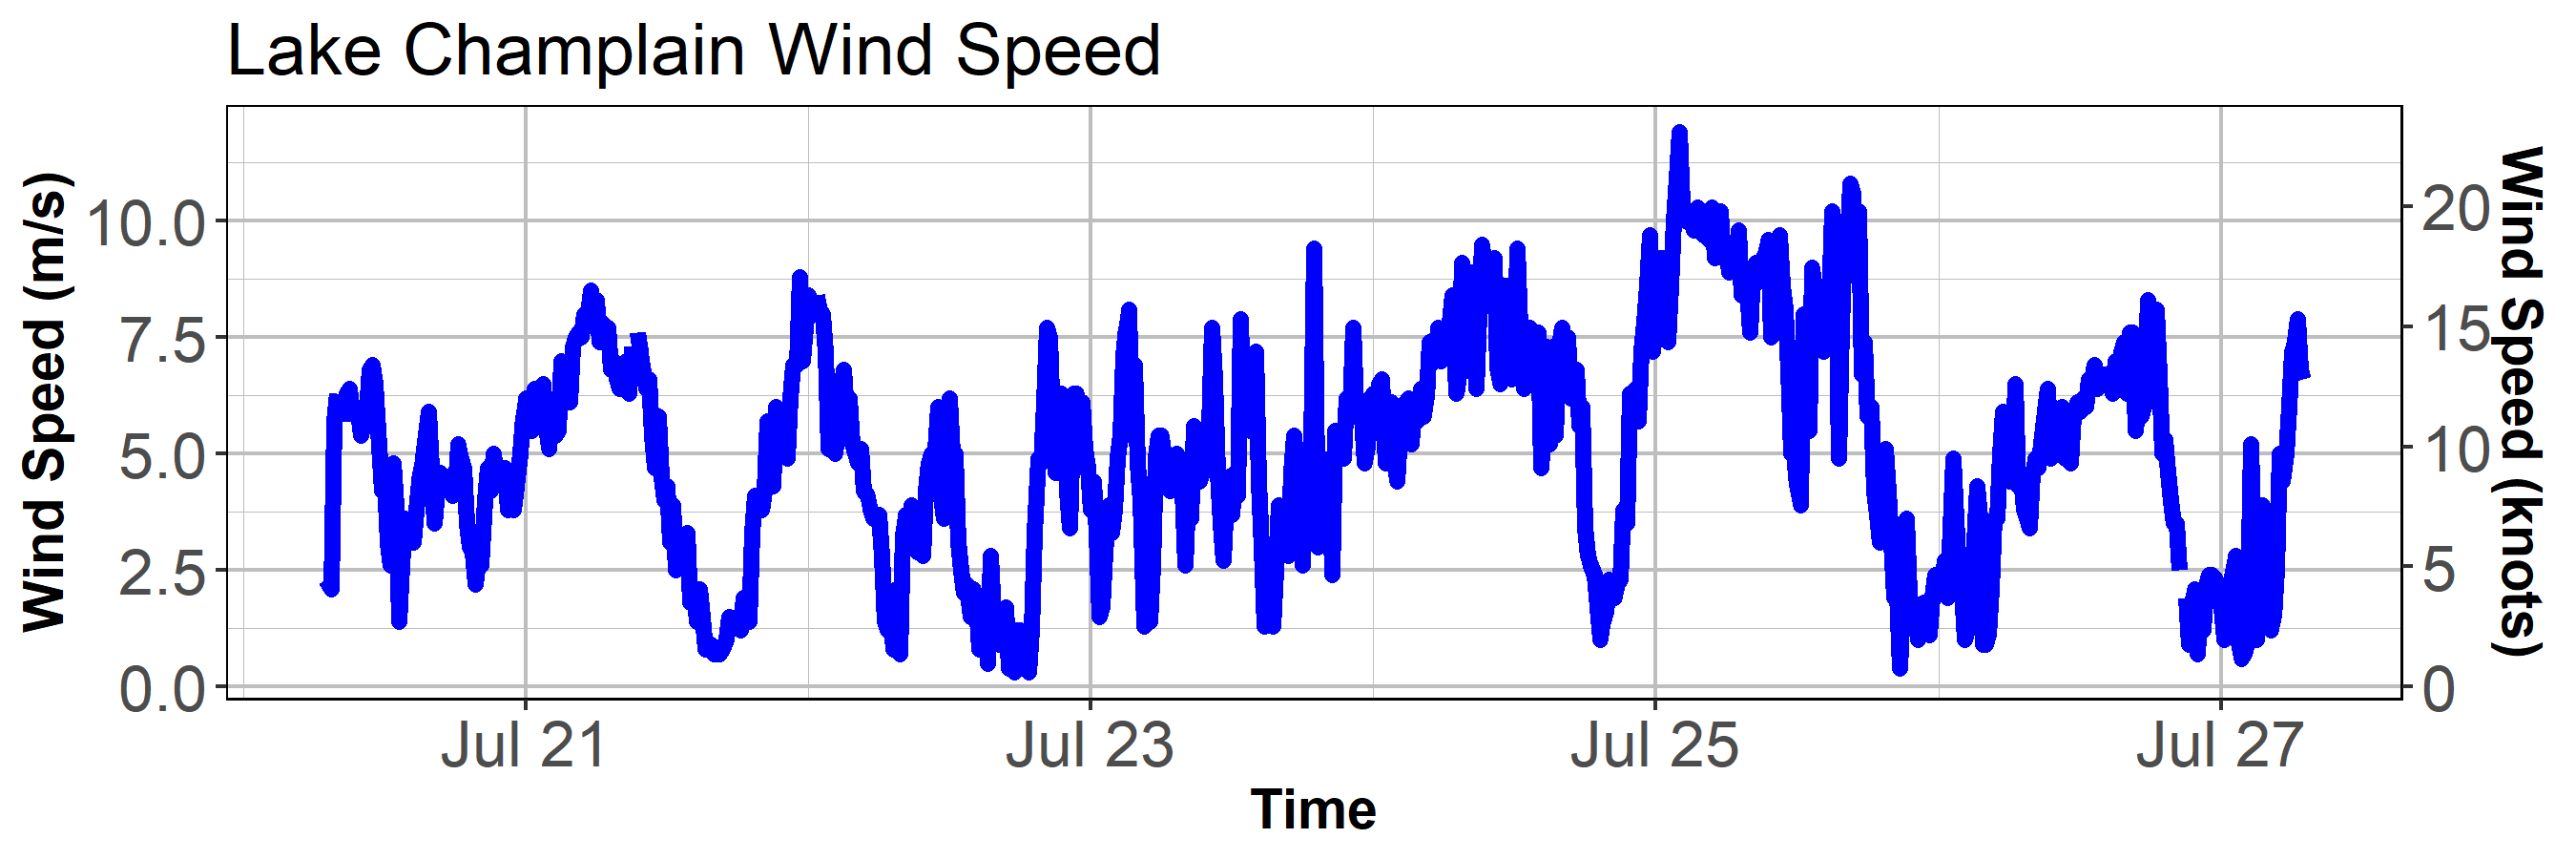 Lake Champlain Wind Speed
Wind Speed (m/s)
10.0
7.5
5.0
2.5
0.0
20
15
10
5
0
Wind Speed (knots)
Jul 21
Jul 23
Jul 25
Jul 27
Time